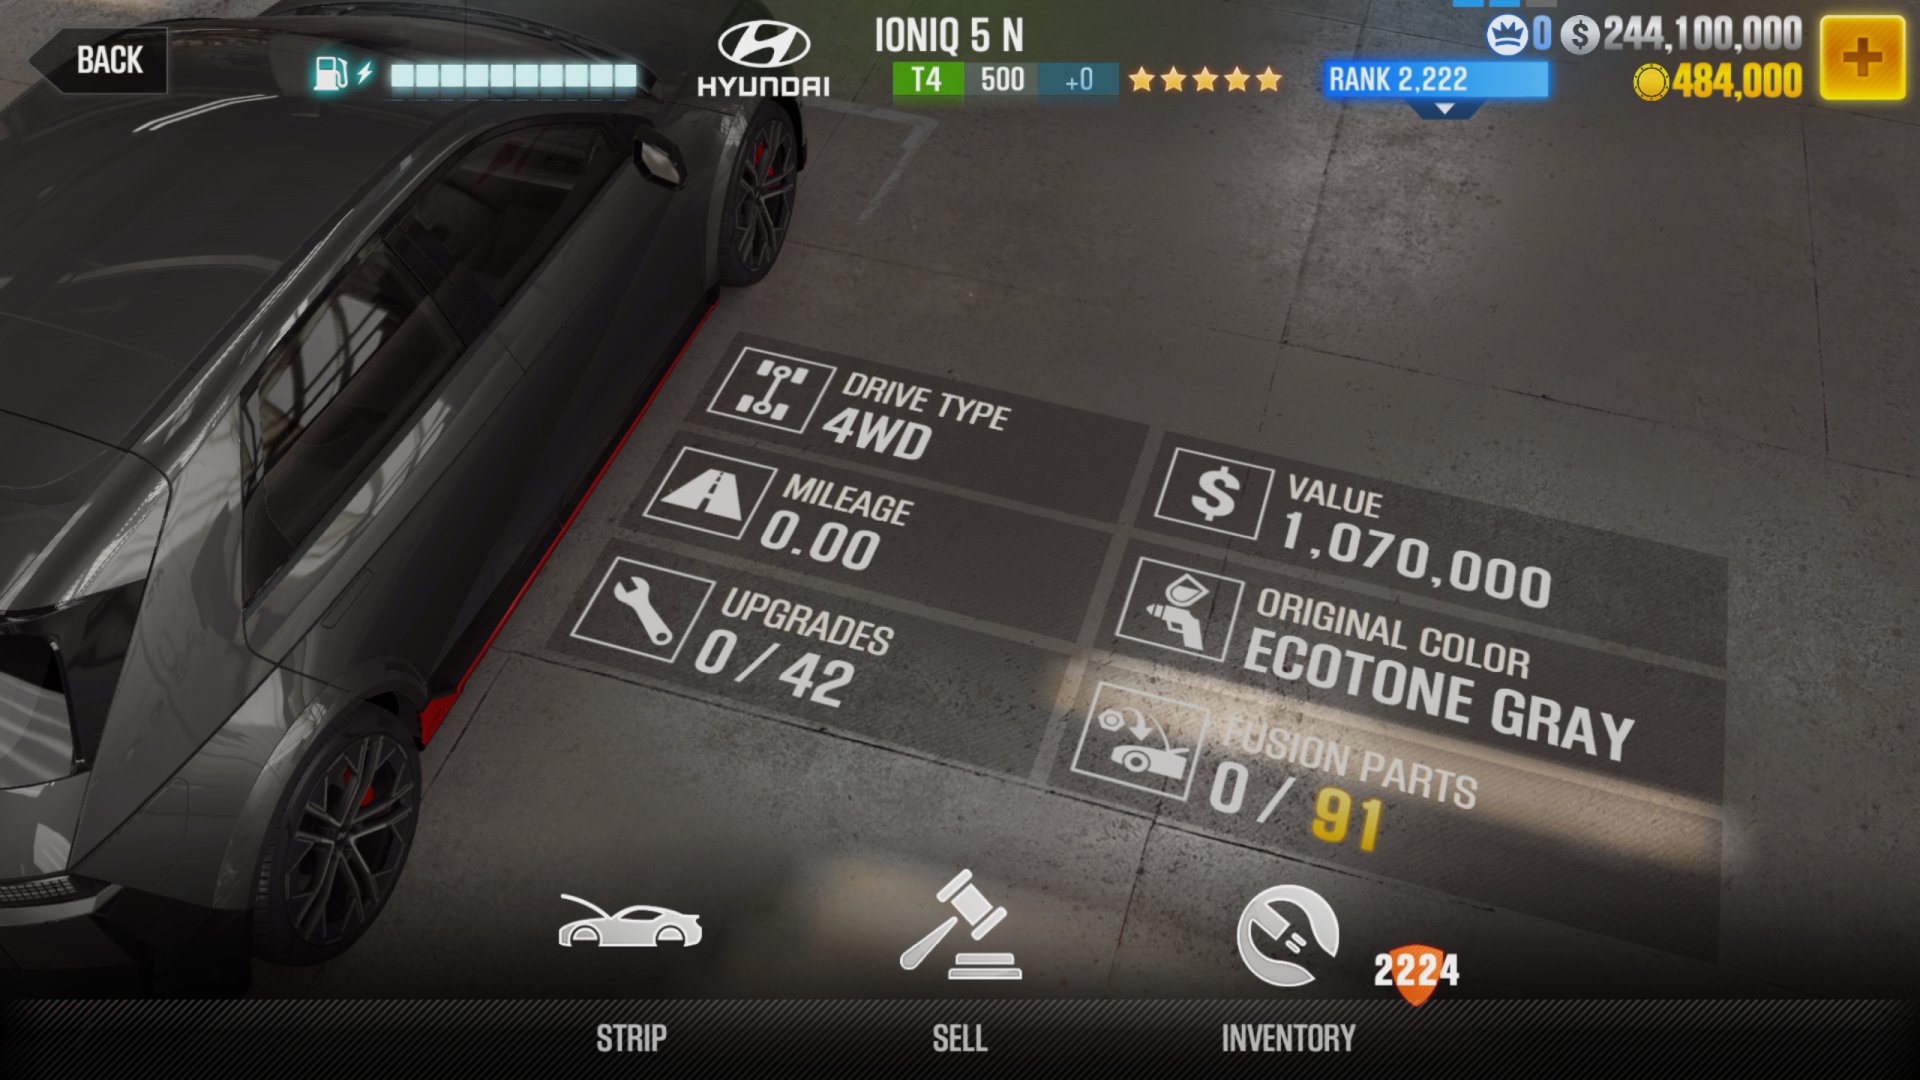 BACK
HYUNDAI
IONIQ 5 N
T4 500 +0
RANK 2,222
0 $ 244,100,000
484,000
DRIVE TYPE
4WD
MILEAGE
0.00
UPGRADES
0 / 42
$ VALUE
1,070,000
ORIGINAL COLOR
ECOTONE GRAY
FUSION PARTS
0 / 91
2224
STRIP
SELL
INVENTORY